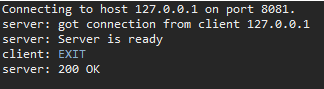 Connecting to host 127.0.0.1 on port 8081.
server: got connection from client 127.0.0.1
server: Server is ready
client: EXIT
server: 200 OK